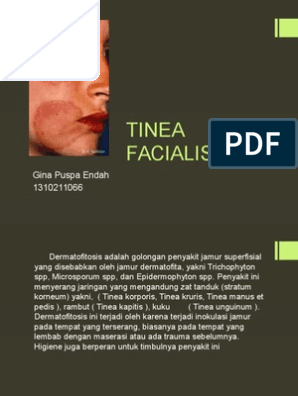 TINEA
FACIALIS
PDF
Gina Puspa Endah
1310211066
Dermatofitosis adalah golongan penyakit jamur superfisial
yang disebabkan oleh jamur dermatofita, yakni Trichophyton
spp, Microsporum spp, dan Epidermophyton spp. Penyakit ini
menyerang jaringan yang mengandung zat tanduk (stratum
korneum) yakni, ( Tinea korporis, Tinea kruris, Tinea manus et
pedis ), rambut ( Tinea kapitis ), kuku ( Tinea unguinum ).
Dermatofitosis ini terjadi oleh karena terjadi inokulasi jamur
pada tempat yang terserang, biasanya pada tempat yang
lembab dengan maserasi atau ada trauma sebelumnya.
Higiene juga berperan untuk timbulnya penyakit ini